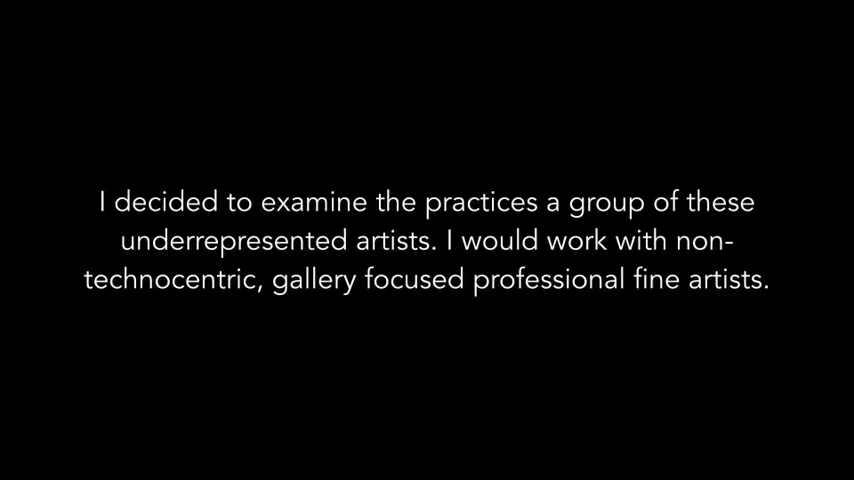 I decided to examine the practices a group of these
underrepresented artists. I would work with non-
technocentric, gallery focused professional fine artists.